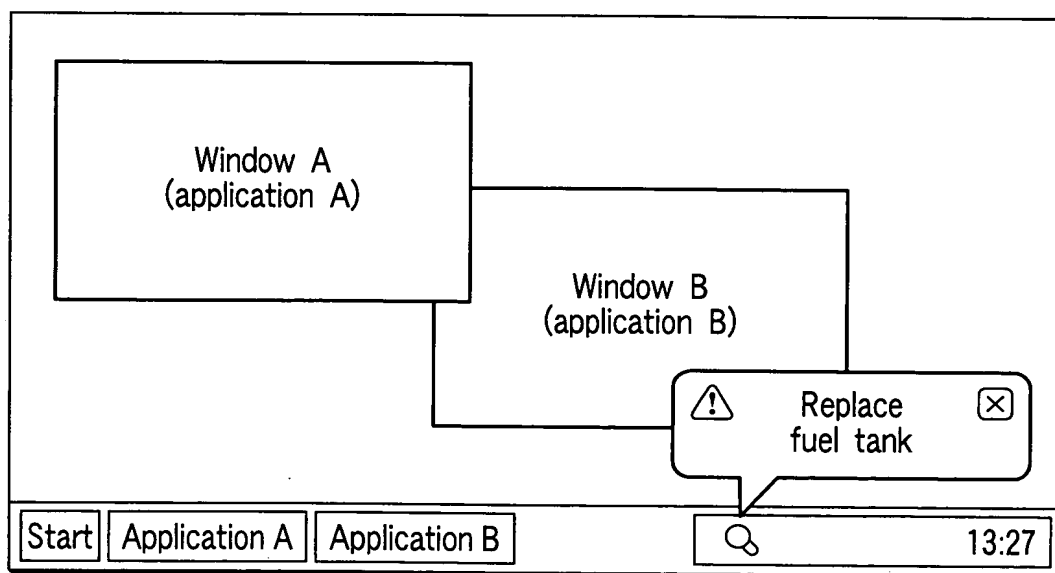 Window A
(application A)
Window B
(application B)
Replace
fuel tank
Start
Application A
Application B
13:27